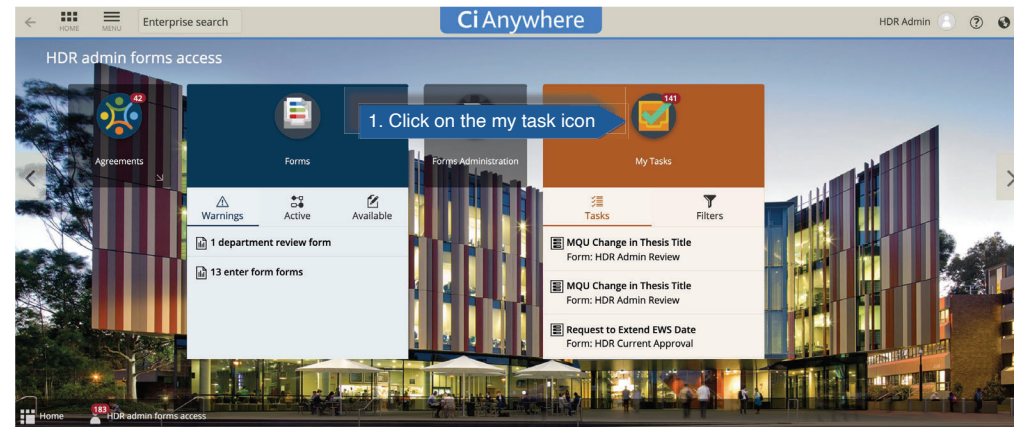 HOME
MENU
Enterprise search
Ci Anywhere
HDR Admin
HDR admin forms access
42
Agreements
Forms
1. Click on the my task icon
Forms Administration
141
My Tasks
Warnings
Active
Available
1 department review form
13 enter form forms
Tasks
Filters
MQU Change in Thesis Title
Form: HDR Admin Review
MQU Change in Thesis Title
Form: HDR Admin Review
Request to Extend EWS Date
Form: HDR Current Approval
Home
183
HDR admin forms access